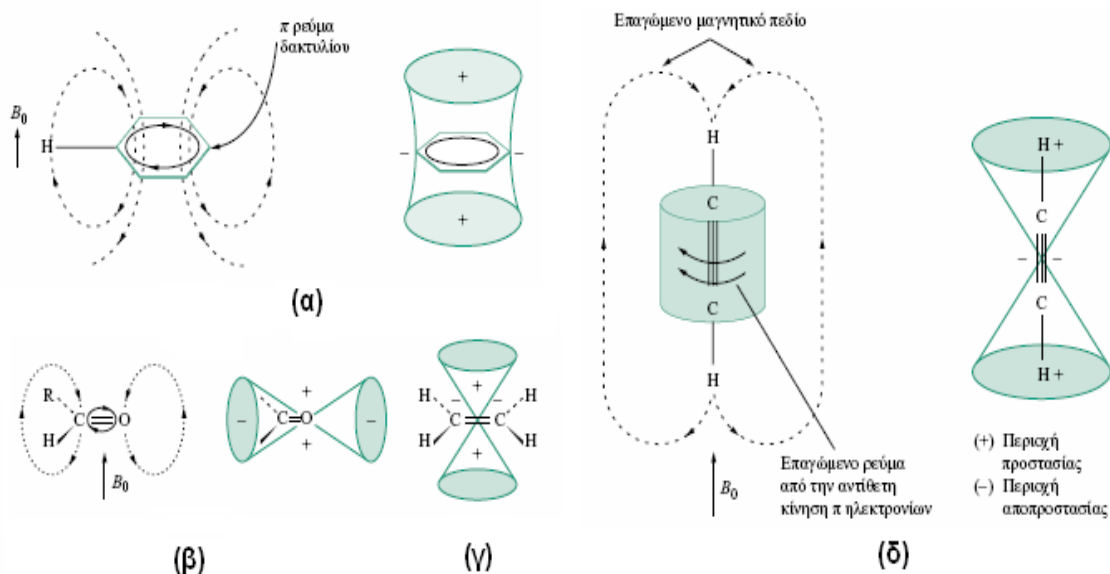 π ρεύμα
δακτυλίου
B₀
H
+
−
−
+
(α)
R
C
O
H
B₀
(β)
+
−
C=O
−
+
H
+
H
−
−
C=C
H
+
H
(γ)
Επαγώμενο μαγνητικό πεδίο
H
C
C
H
B₀
Επαγώμενο ρεύμα
από την αντίθετη
κίνηση π ηλεκτρονίων
H+
C
−
−
C
H+
(+) Περιοχή
προστασίας
(−) Περιοχή
αποπροστασίας
(δ)